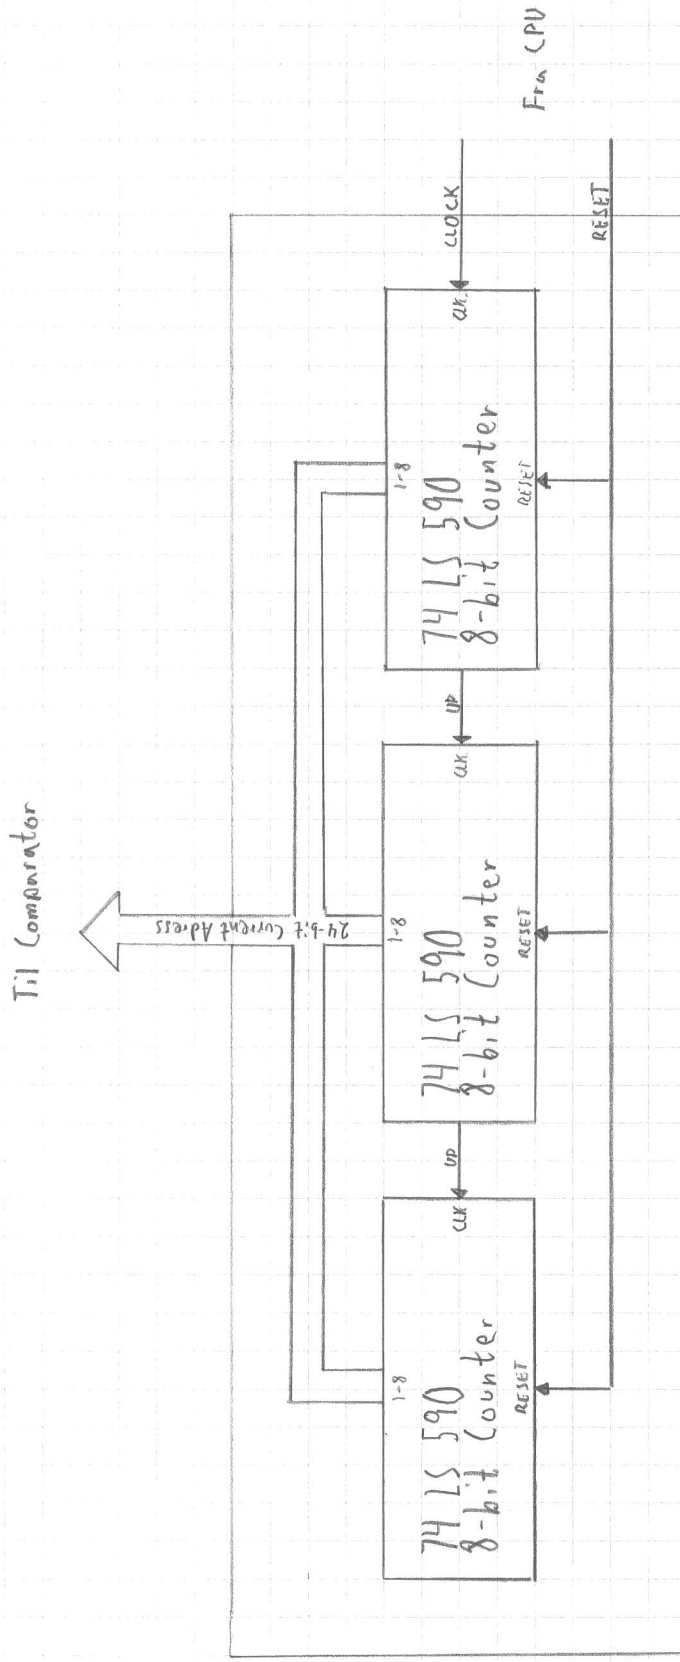 Til Comparator
24-bit Current Adress
Fra CPU
CLOCK
RESET
1-8
74 LS 590
8-bit Counter
CLK
RESET
UP
1-8
74 LS 590
8-bit Counter
CLK
RESET
UP
1-8
74 LS 590
8-bit Counter
CLK
RESET